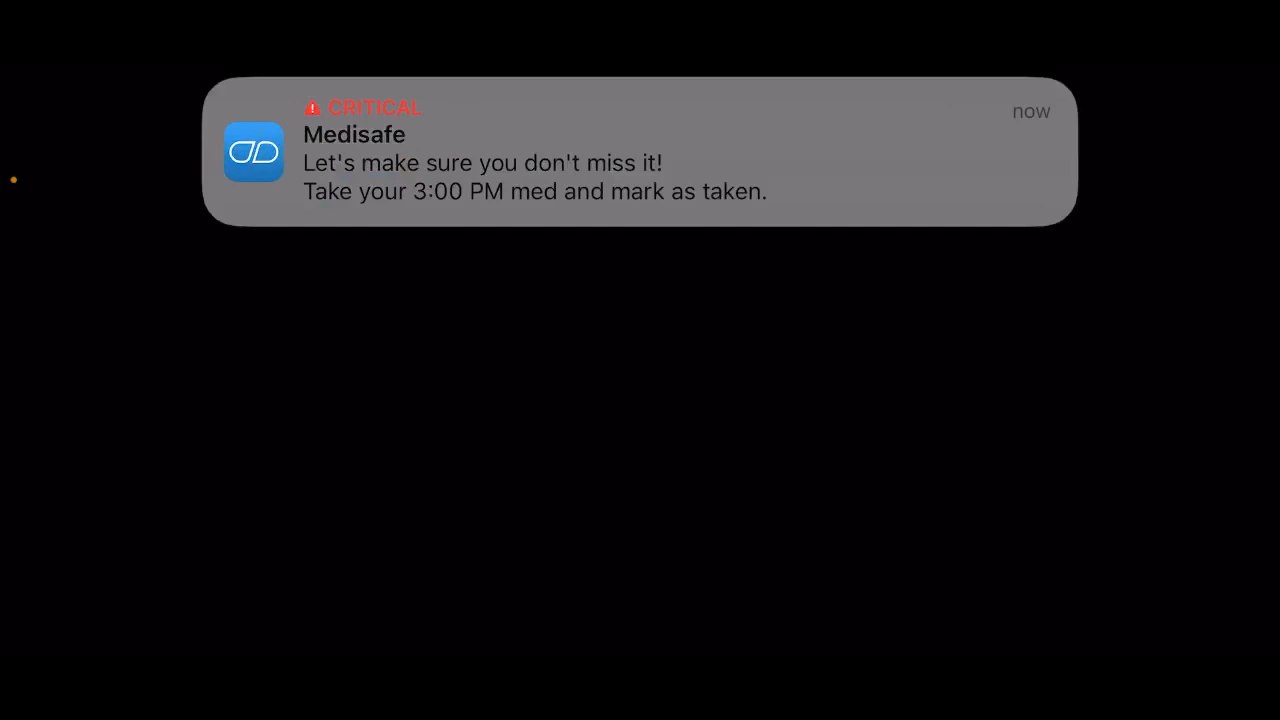 CRITICAL
now
Medisafe
Let's make sure you don't miss it!
Take your 3:00 PM med and mark as taken.